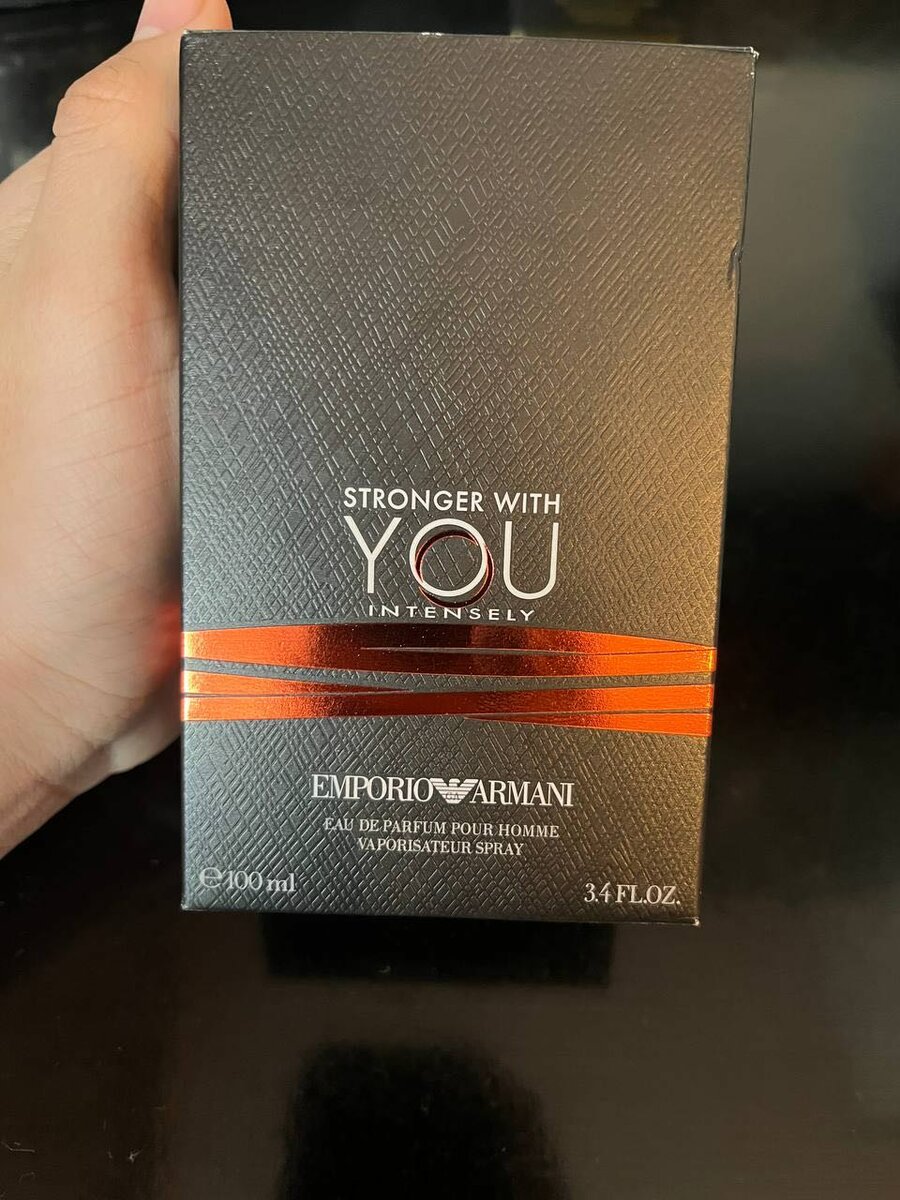 STRONGER WITH
YOU
INTENSELY
EMPORIO ARMANI
EAU DE PARFUM POUR HOMME
VAPORISATEUR SPRAY
℮100 ml
3.4 FL.OZ.